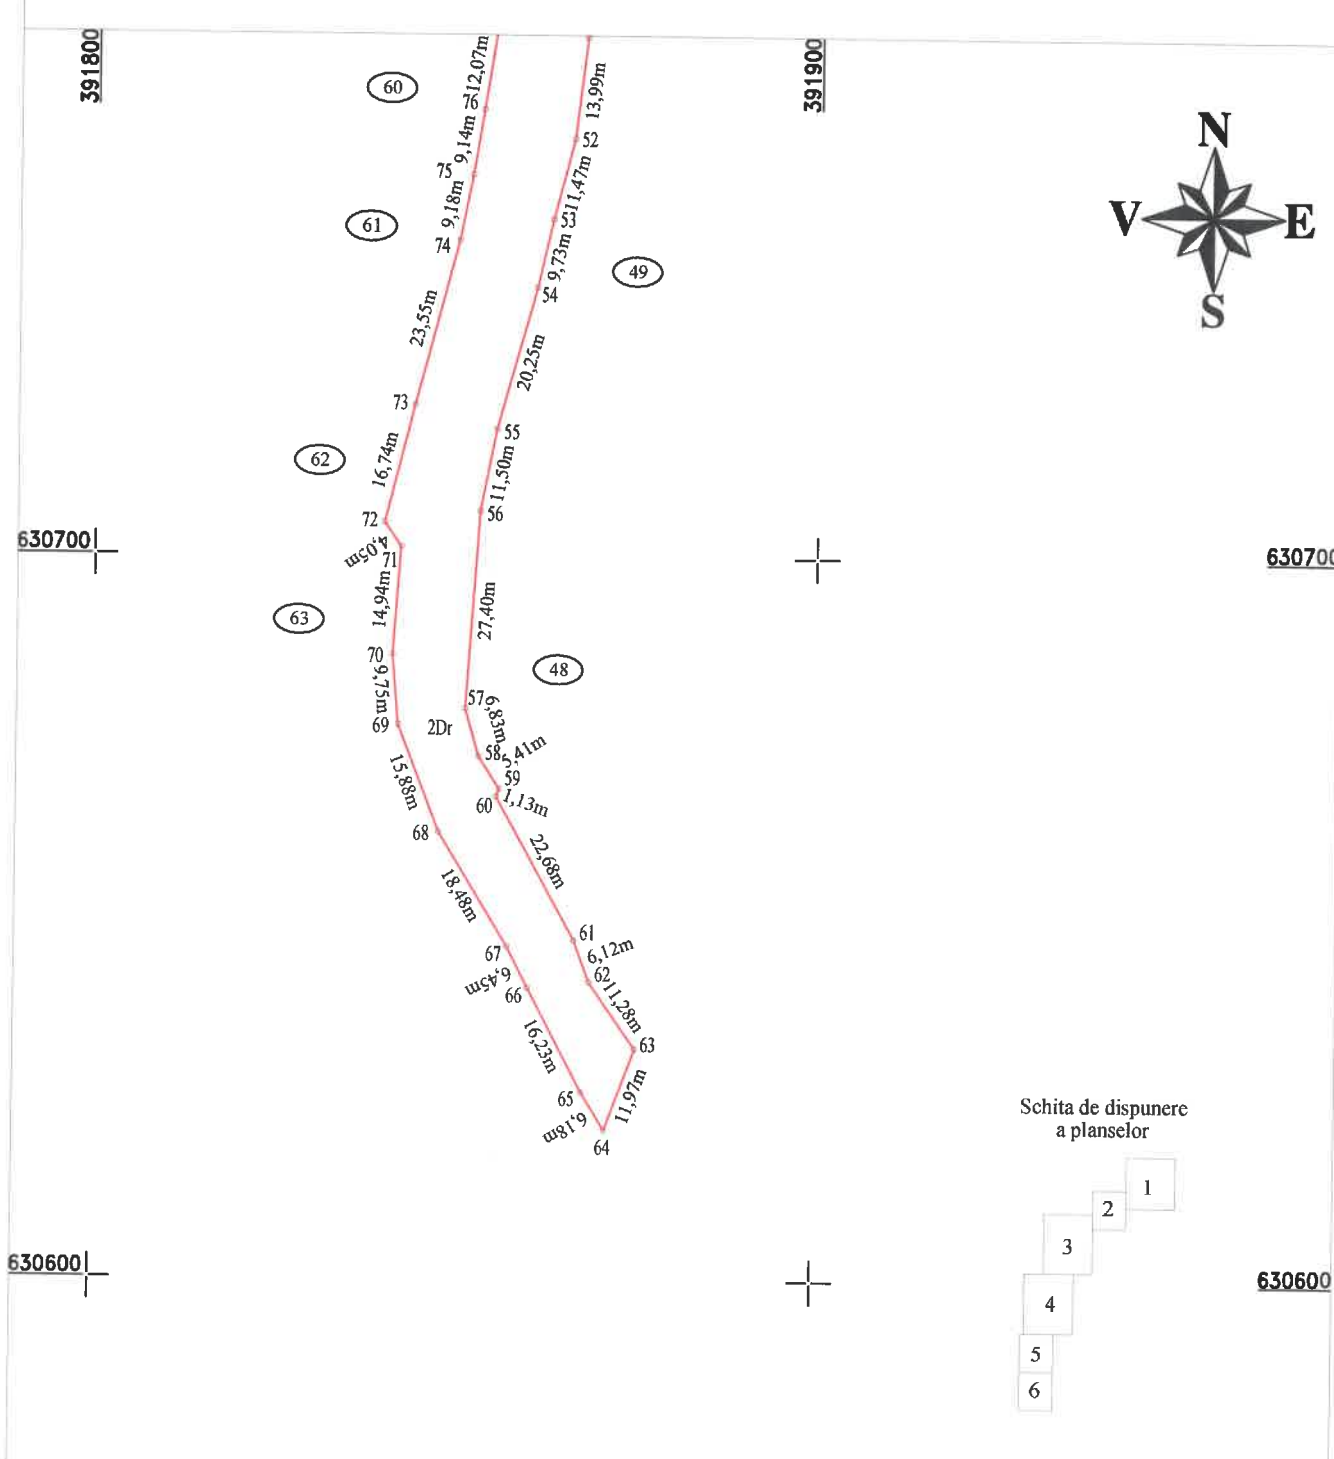 391800
391900
60
12,07m
76
9,14m
75
9,18m
74
61
23,55m
73
16,74m
62
72
4,05m
71
14,94m
63
70
9,75m
69
2Dr
15,88m
68
18,48m
67
6,45m
66
16,23m
65
6,18m
64
13,99m
52
11,47m
53
9,73m
54
49
20,25m
55
11,50m
56
27,40m
48
57
6,83m
58
5,41m
59
60
1,13m
22,68m
61
6,12m
62
11,28m
63
11,97m
N
V
E
S
630700
630700
630600
630600
Schita de dispunere
a planselor
1
2
3
4
5
6